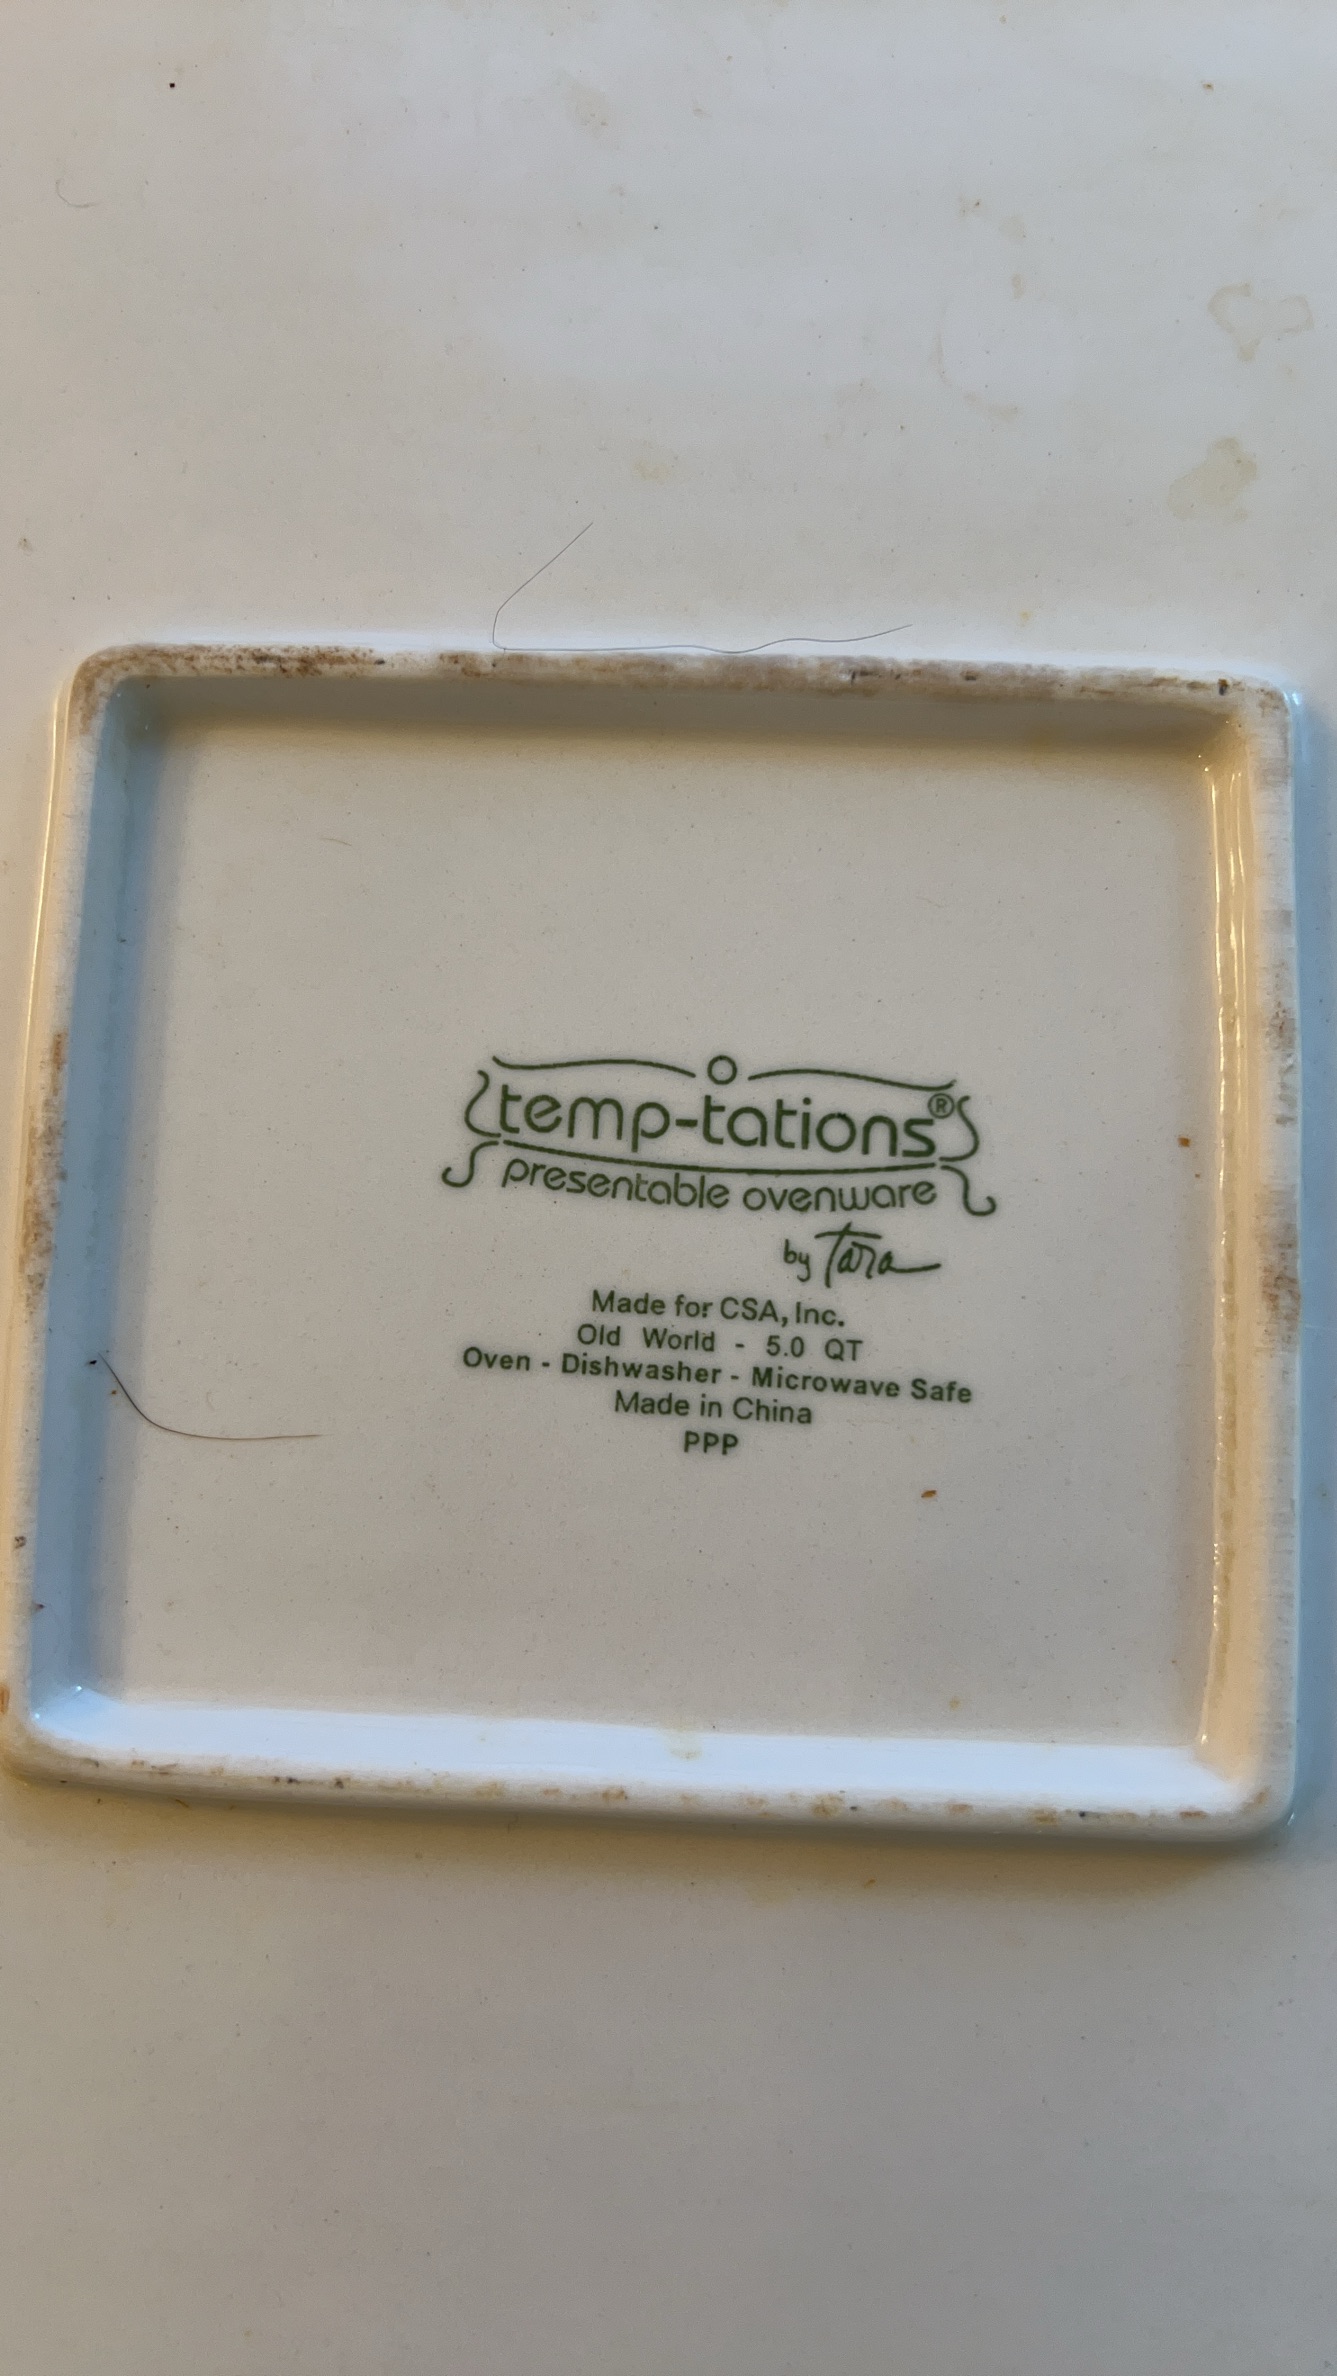 temp-tations®
presentable ovenware
by Tara
Made for CSA, Inc.
Old World - 5.0 QT
Oven - Dishwasher - Microwave Safe
Made in China
PPP